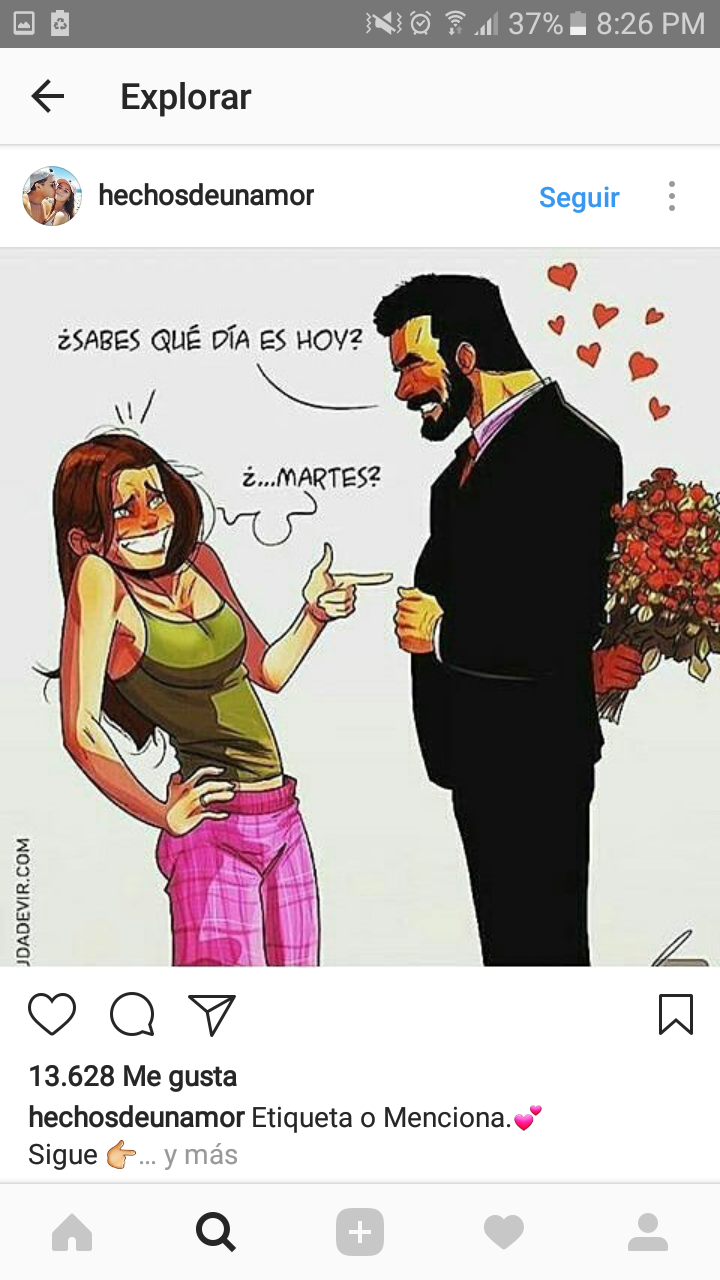 37% 8:26 PM
Explorar
hechosdeunamor Seguir
¿SABES QUÉ DÍA ES HOY?
¿...MARTES?
JDADEVIR.COM
13.628 Me gusta
hechosdeunamor Etiqueta o Menciona.💕
Sigue 👉... y más